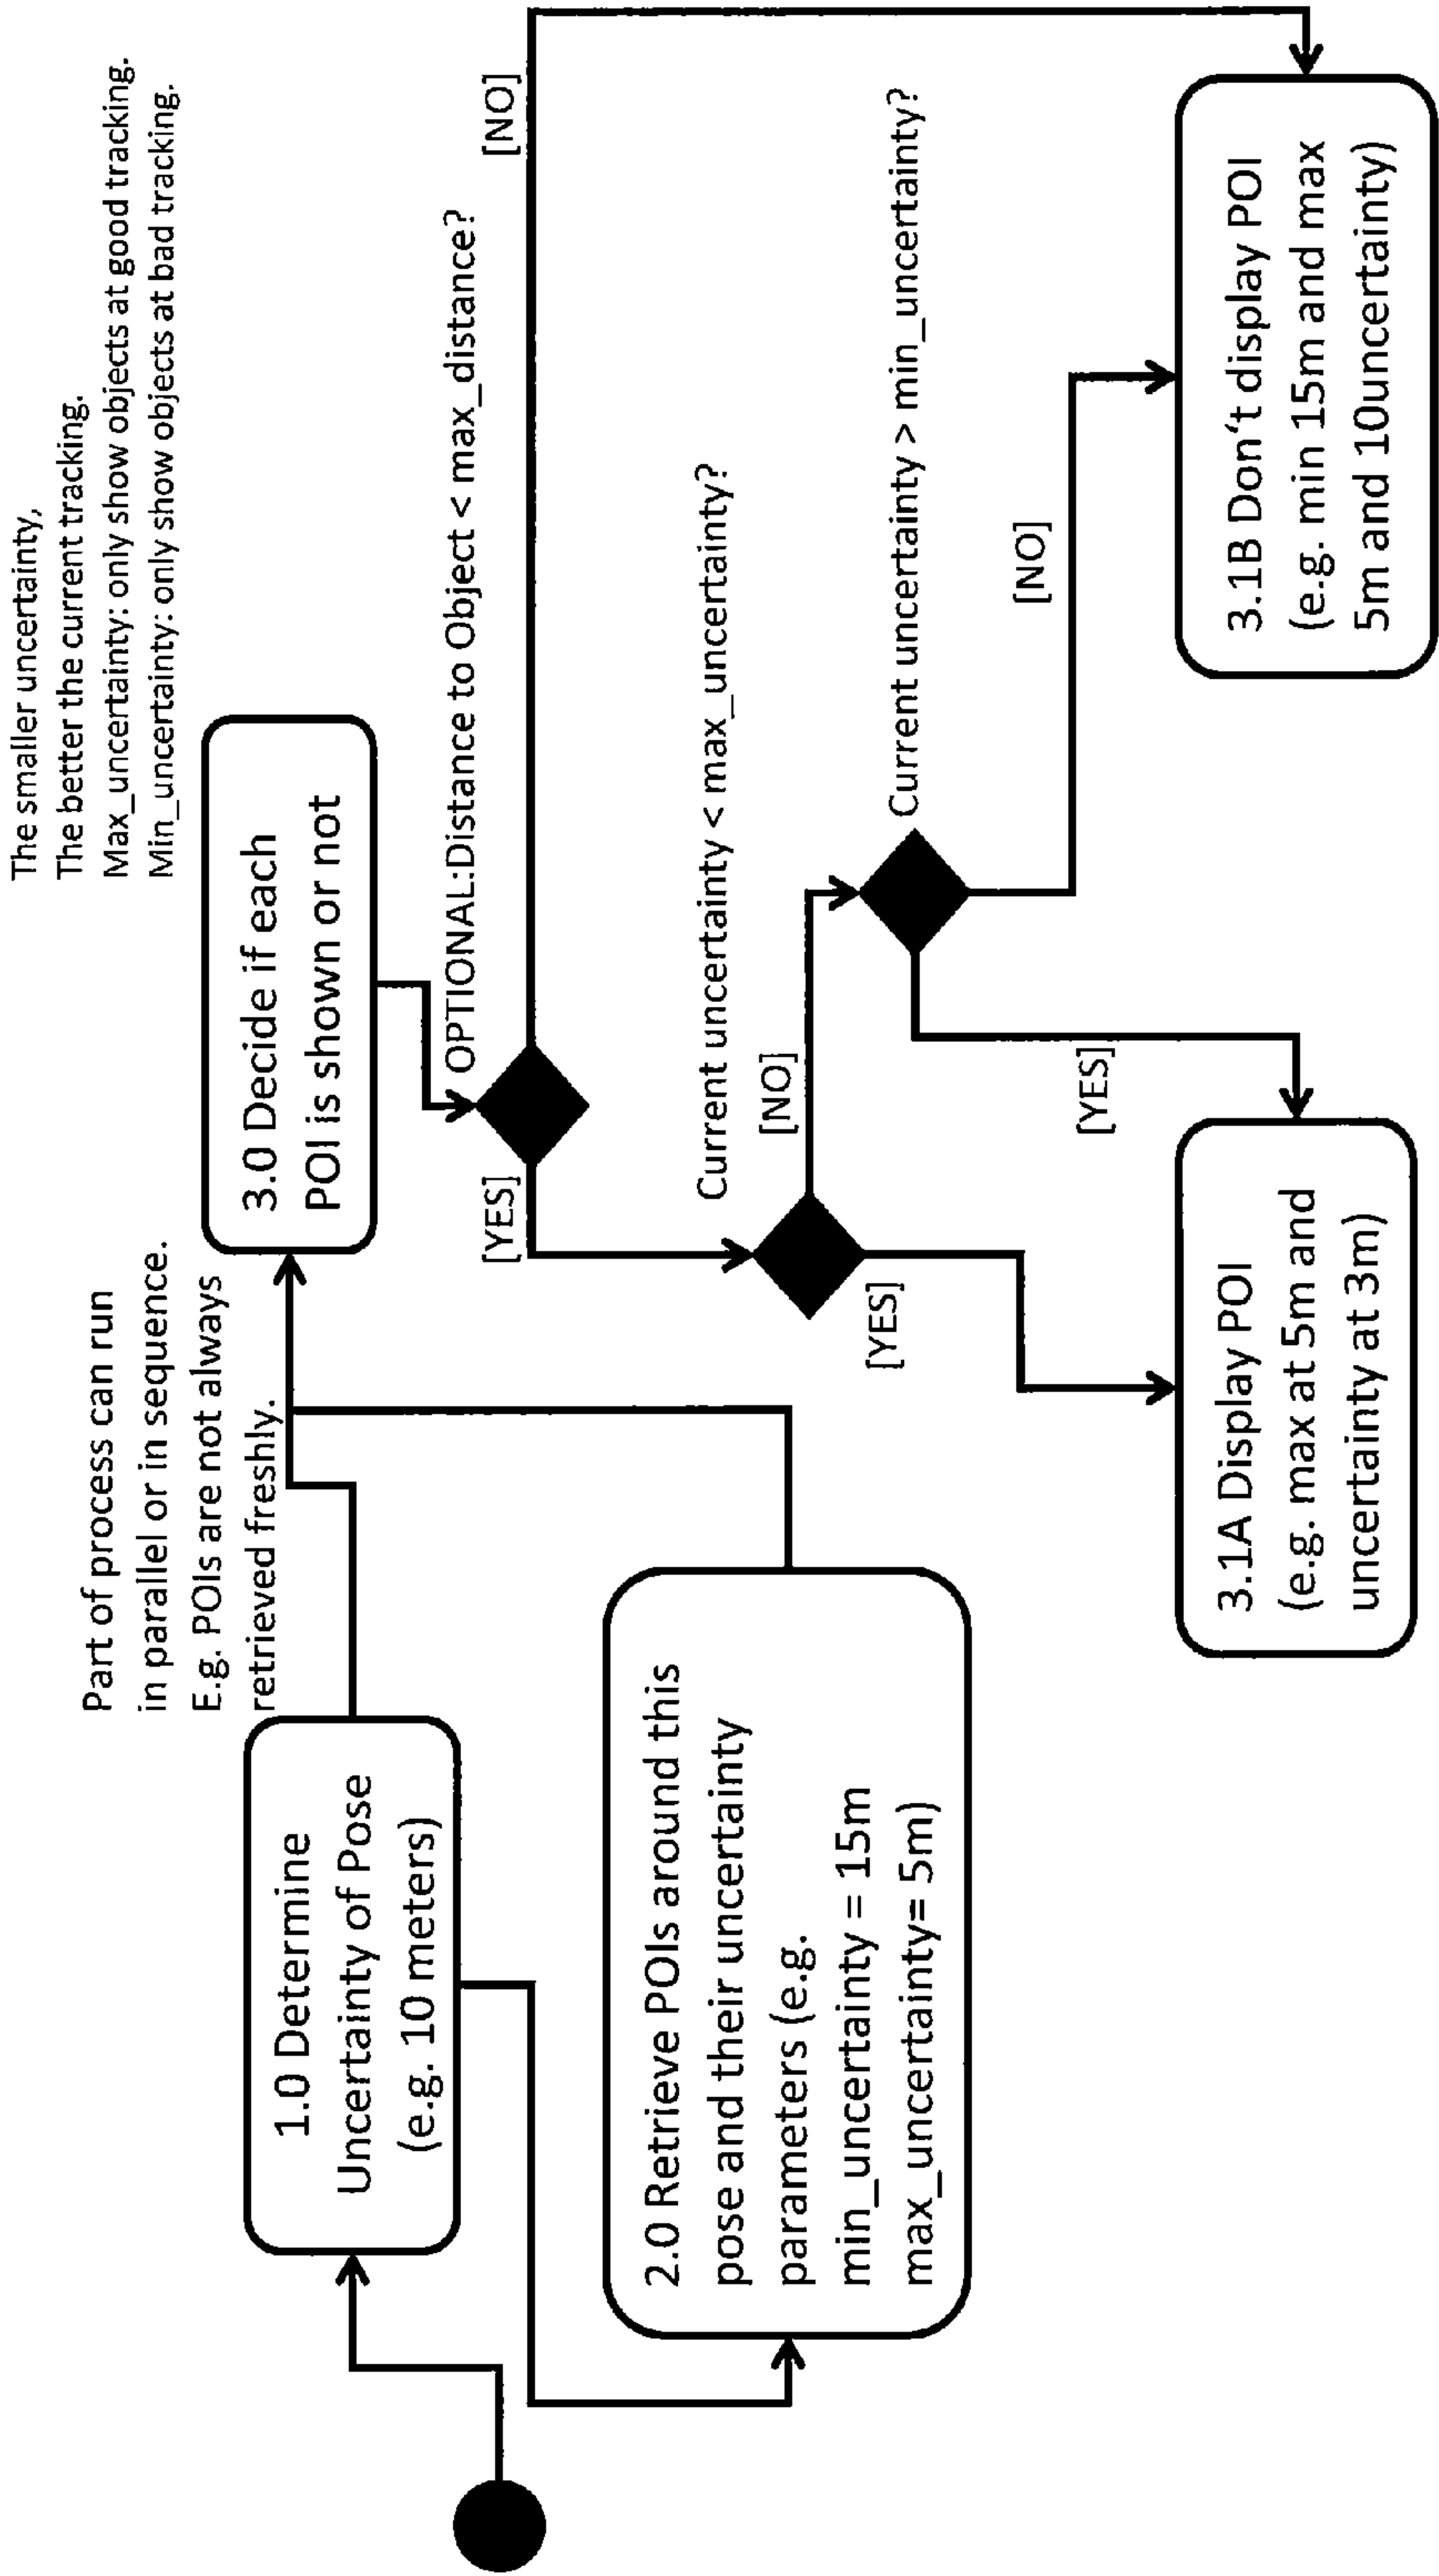 The smaller uncertainty,
The better the current tracking.
Max_uncertainty: only show objects at good tracking.
Min_uncertainty: only show objects at bad tracking.
Part of process can run
in parallel or in sequence.
E.g. POIs are not always
retrieved freshly.
1.0 Determine
Uncertainty of Pose
(e.g. 10 meters)
3.0 Decide if each
POI is shown or not
OPTIONAL:Distance to Object < max_distance?
[YES]
[NO]
2.0 Retrieve POIs around this
pose and their uncertainty
parameters (e.g.
min_uncertainty = 15m
max_uncertainty= 5m)
Current uncertainty < max_uncertainty?
[NO]
[YES]
Current uncertainty > min_uncertainty?
[NO]
[YES]
3.1A Display POI
(e.g. max at 5m and
uncertainty at 3m)
3.1B Don‘t display POI
(e.g. min 15m and max
5m and 10uncertainty)